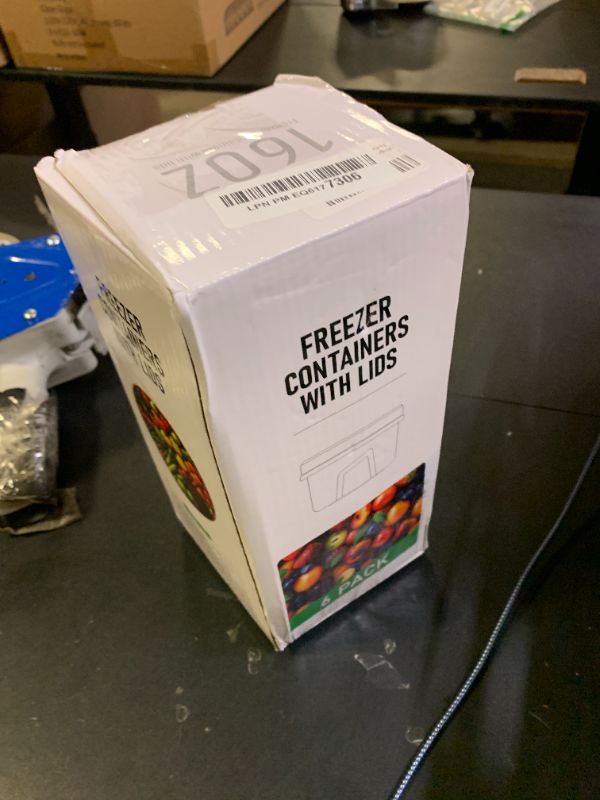 16OZ
LPN PM EQ6177306
FREEZER
CONTAINERS
WITH LIDS
6 PACK
FREEZER
CONTAINERS
WITH LIDS